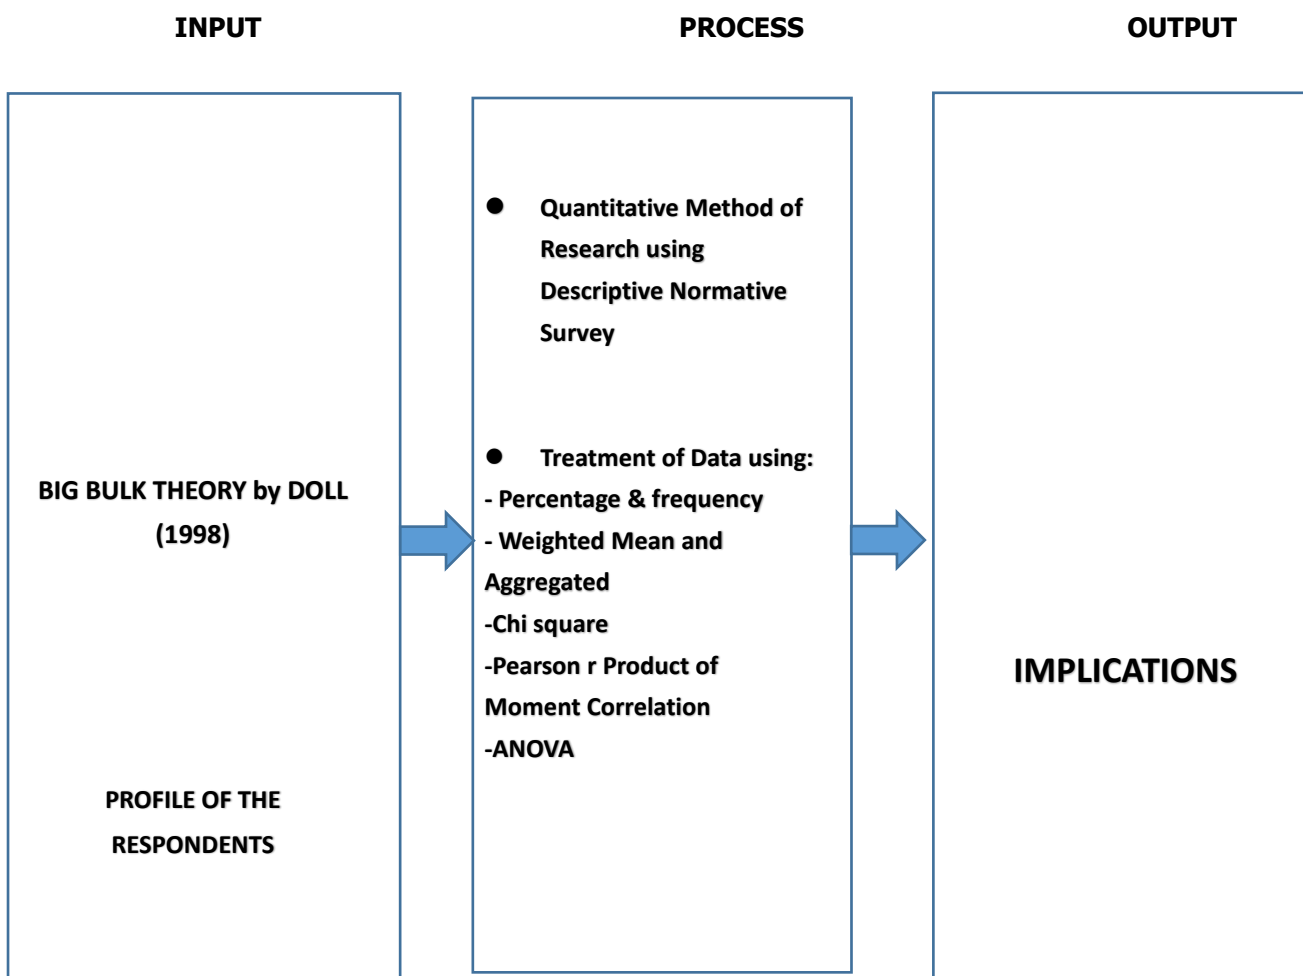 INPUT
PROCESS
OUTPUT
BIG BULK THEORY by DOLL
(1998)
PROFILE OF THE
RESPONDENTS
● Quantitative Method of
Research using
Descriptive Normative
Survey
● Treatment of Data using:
- Percentage & frequency
- Weighted Mean and
Aggregated
-Chi square
-Pearson r Product of
Moment Correlation
-ANOVA
IMPLICATIONS